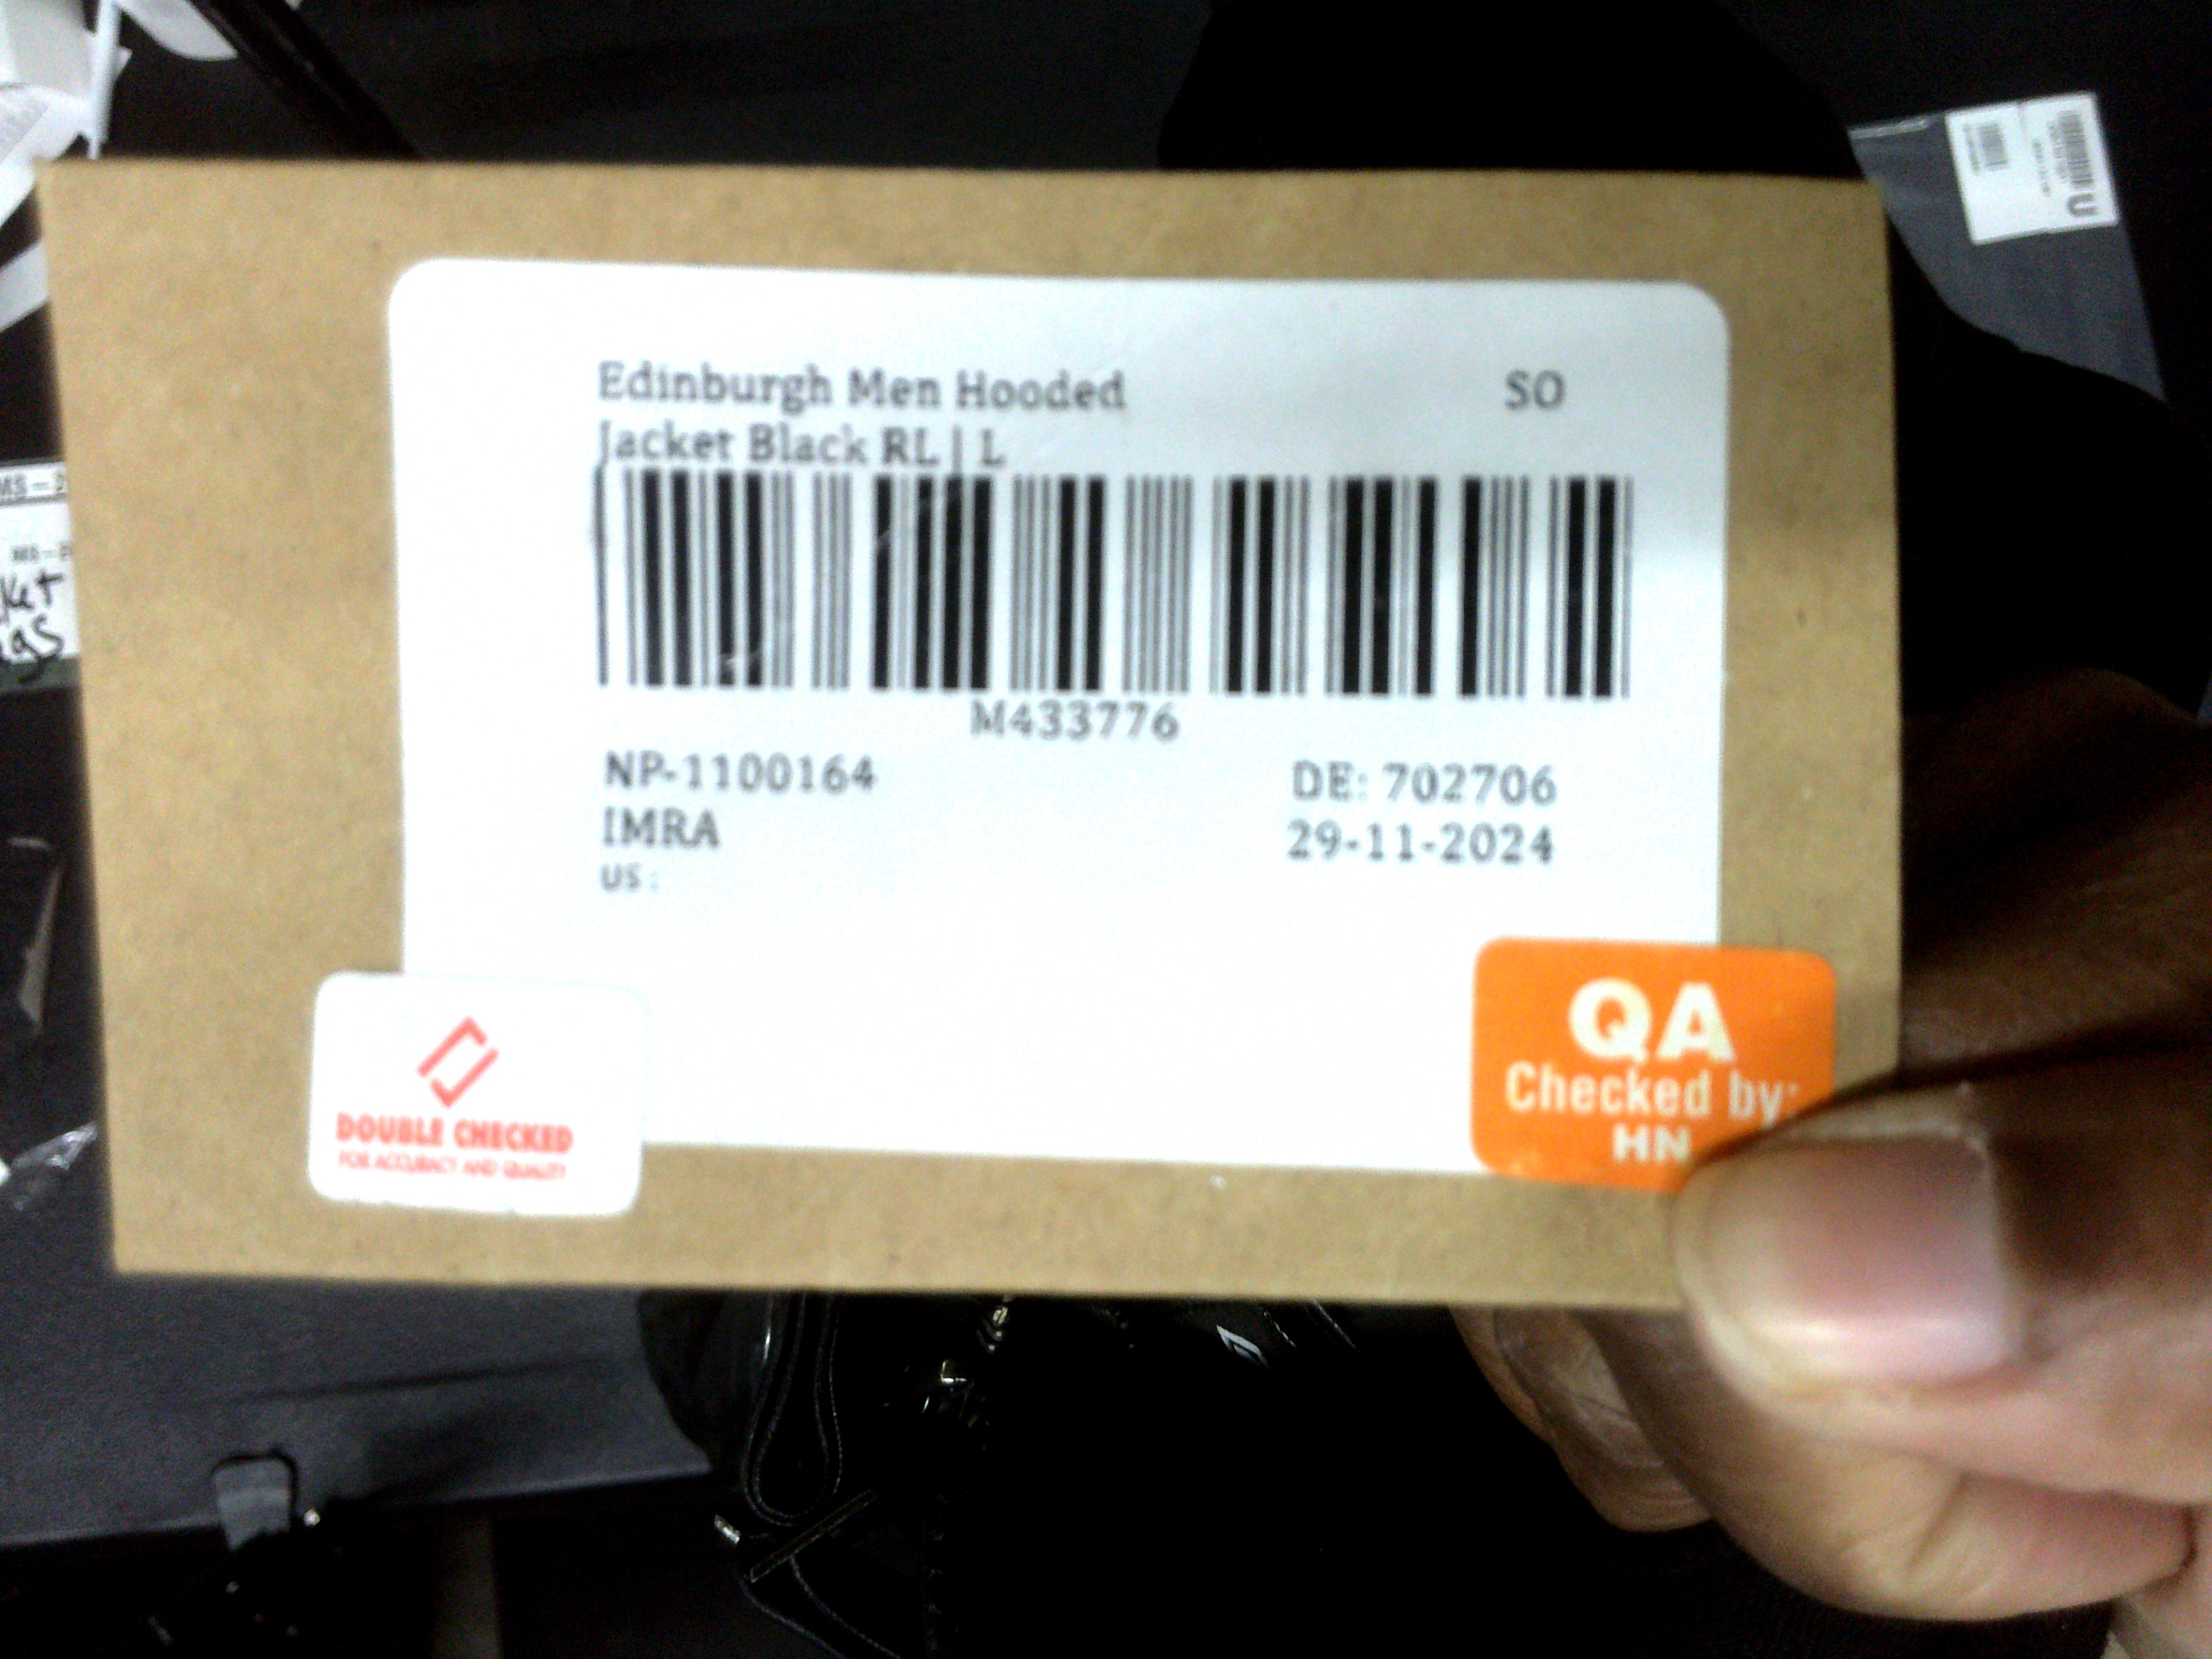 Edinburgh Men Hooded
SO
Jacket Black RL | L
M433776
NP-1100164
DE: 702706
IMRA
29-11-2024
US :
DOUBLE CHECKED
FOR ACCURACY AND QUALITY
QA
Checked by:
HN
U